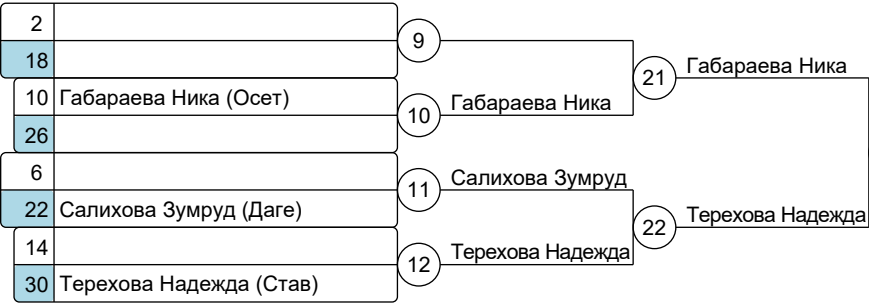 2
18
9
10 Габараева Ника (Осет)
26
10
Габараева Ника
21
Габараева Ника
6
22 Салихова Зумруд (Даге)
11
Салихова Зумруд
14
30 Терехова Надежда (Став)
12
Терехова Надежда
22
Терехова Надежда